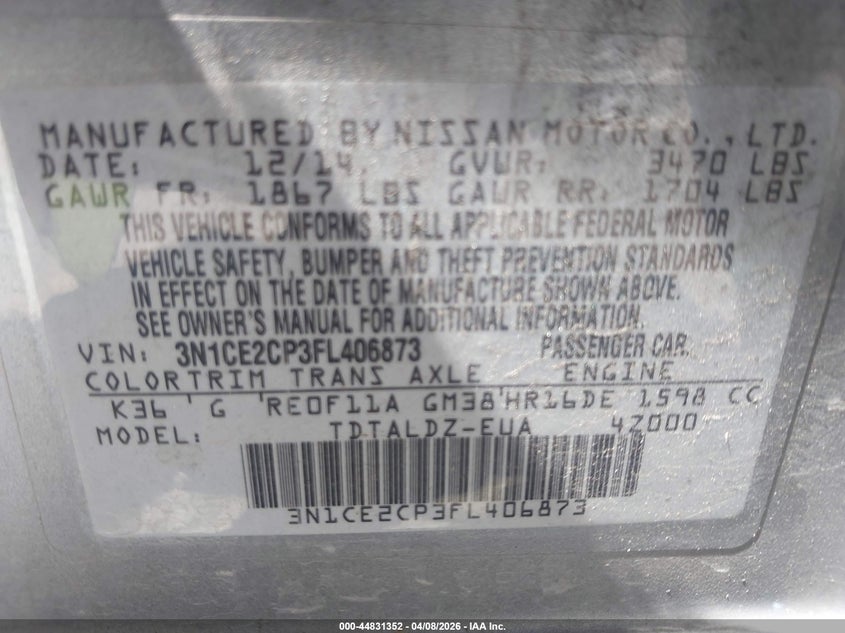 MANUFACTURED BY NISSAN MOTOR CO., LTD.
DATE: 12/14 GVWR: 3470 LBS
GAWR FR: 1867 LBS GAWR RR: 1704 LBS
THIS VEHICLE CONFORMS TO ALL APPLICABLE FEDERAL MOTOR
VEHICLE SAFETY, BUMPER AND THEFT PREVENTION STANDARDS
IN EFFECT ON THE DATE OF MANUFACTURE SHOWN ABOVE.
SEE OWNER'S MANUAL FOR ADDITIONAL INFORMATION.
VIN: 3N1CE2CP3FL406873 PASSENGER CAR.
COLOR TRIM TRANS AXLE ENGINE
K36 G RE0F11A GM38 HR16DE 1598 CC
MODEL: TDTALDZ-EUA 4Z000
3N1CE2CP3FL406873
000-44831352 | 04/08/2026 - IAA Inc.